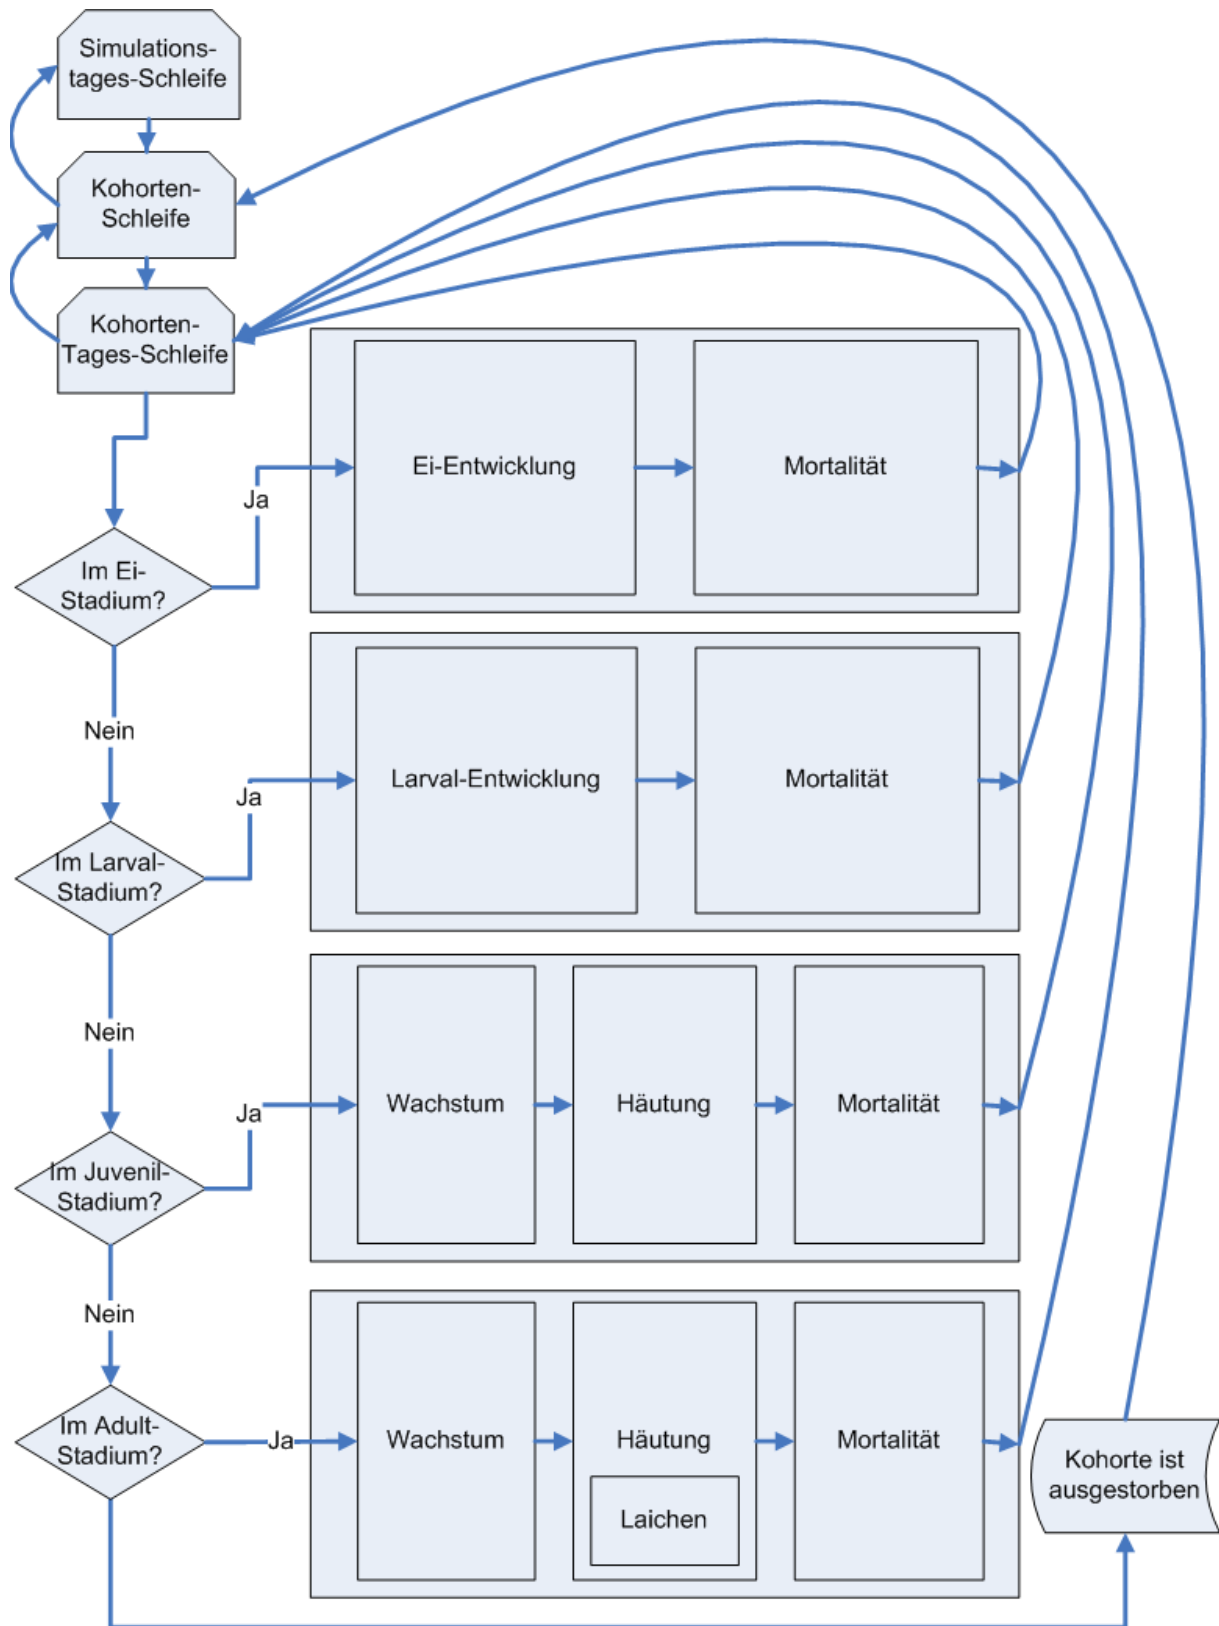 Simulations-
tages-Schleife
Kohorten-
Schleife
Kohorten-
Tages-Schleife
Ei-Entwicklung
Mortalität
Ja
Im Ei-
Stadium?
Nein
Larval-Entwicklung
Mortalität
Ja
Im Larval-
Stadium?
Nein
Wachstum
Häutung
Mortalität
Ja
Im Juvenil-
Stadium?
Nein
Im Adult-
Stadium?
Ja
Wachstum
Häutung
Laichen
Mortalität
Kohorte ist
ausgestorben